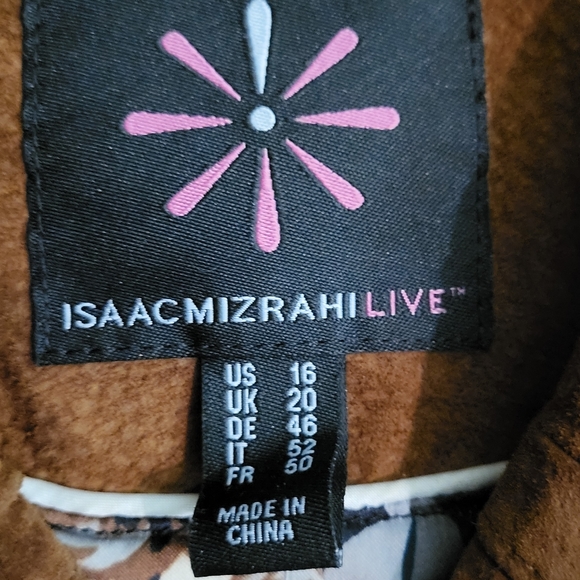 ISAACMIZRAHILIVE™
US 16
UK 20
DE 46
IT 52
FR 50
MADE IN
CHINA